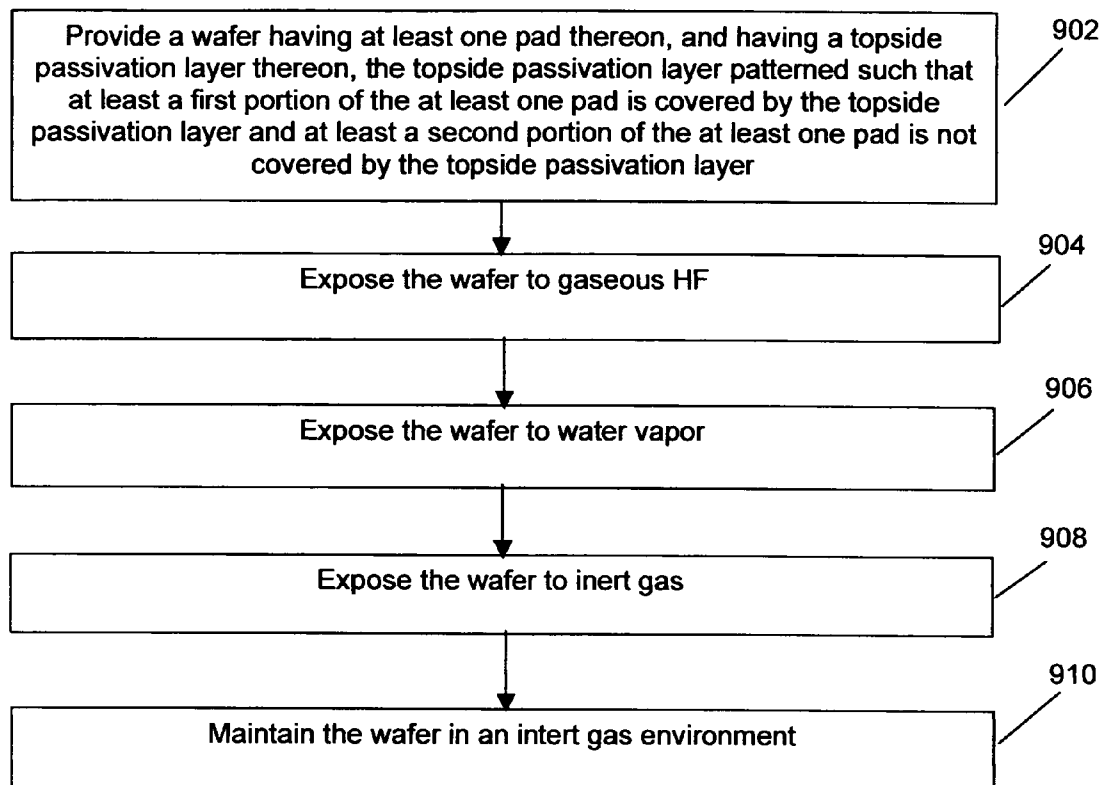 Provide a wafer having at least one pad thereon, and having a topside
passivation layer thereon, the topside passivation layer patterned such that
at least a first portion of the at least one pad is covered by the topside
passivation layer and at least a second portion of the at least one pad is not
covered by the topside passivation layer
902
Expose the wafer to gaseous HF
904
Expose the wafer to water vapor
906
Expose the wafer to inert gas
908
Maintain the wafer in an intert gas environment
910